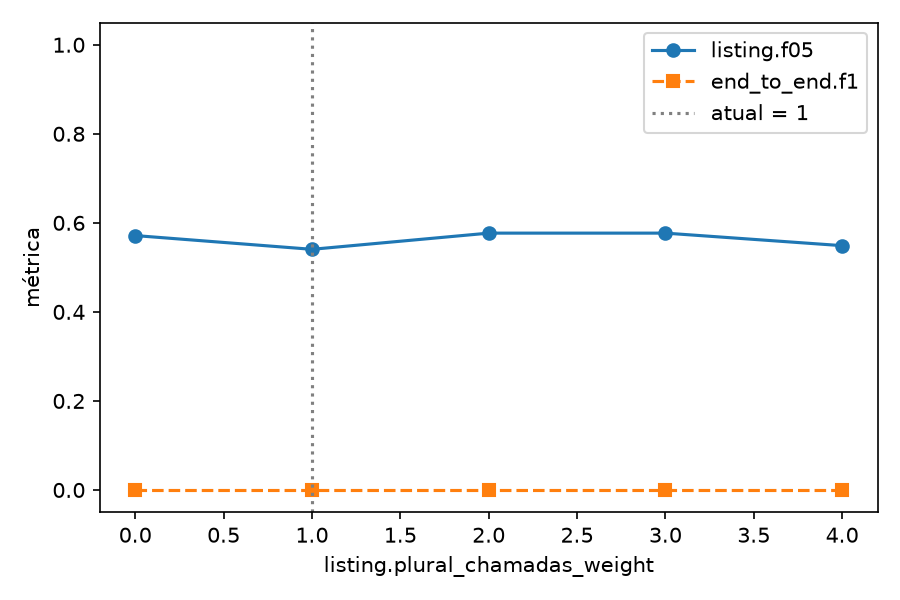 listing.f05
end_to_end.f1
atual = 1
métrica
1.0
0.8
0.6
0.4
0.2
0.0
0.0 0.5 1.0 1.5 2.0 2.5 3.0 3.5 4.0
listing.plural_chamadas_weight